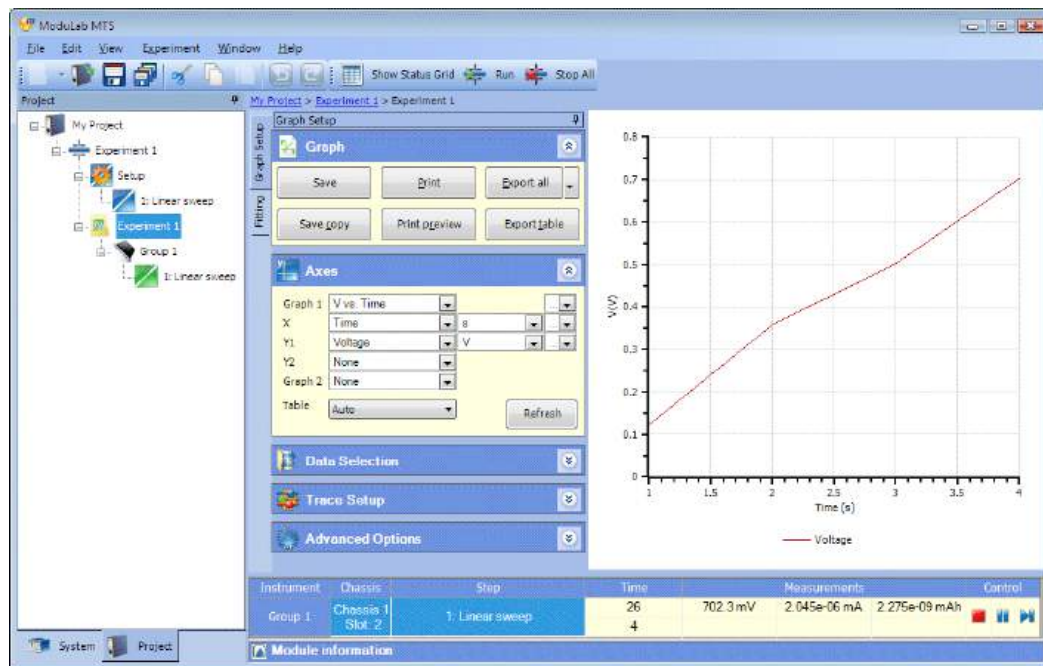 ModuLab MTS
File Edit View Experiment Window Help
Show Status Grid Run Stop All
Project
My Project > Experiment 1 > Experiment 1
My Project
Experiment 1
Setup
1: Linear sweep
Experiment 1
Group 1
1: Linear sweep
Graph Setup
Fitting
Graph Setup
Graph
Save Print Export all
Save copy Print preview Export table
Axes
Graph 1 V vs. Time
X Time s
Y1 Voltage V
Y2 None
Graph 2 None
Table Auto Refresh
Data Selection
Trace Setup
Advanced Options
V(V)
0.8
0.7
0.6
0.5
0.4
0.3
0.2
0.1
0
1 1.5 2 2.5 3 3.5 4
Time (s)
Voltage
Instrument Chassis Step Time Measurements Control
Group 1 Chassis 1 Slot: 2 1: Linear sweep 26 4 702.3 mV 2.045e-06 mA 2.275e-09 mAh
System Project
Module information